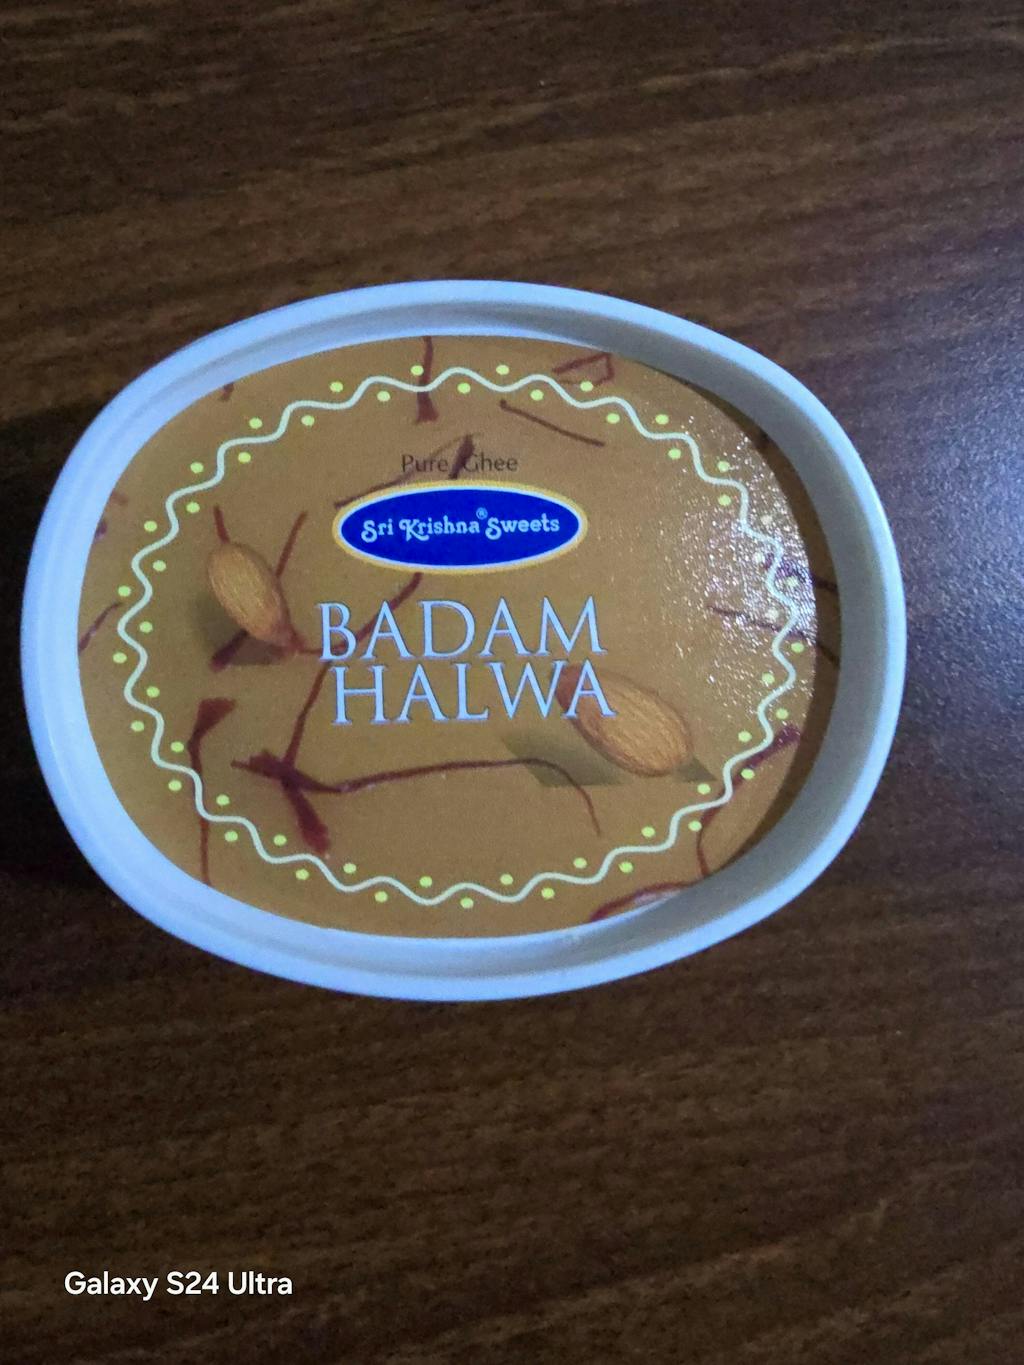 Pure Ghee
Sri Krishna® Sweets
BADAM
HALWA
Galaxy S24 Ultra